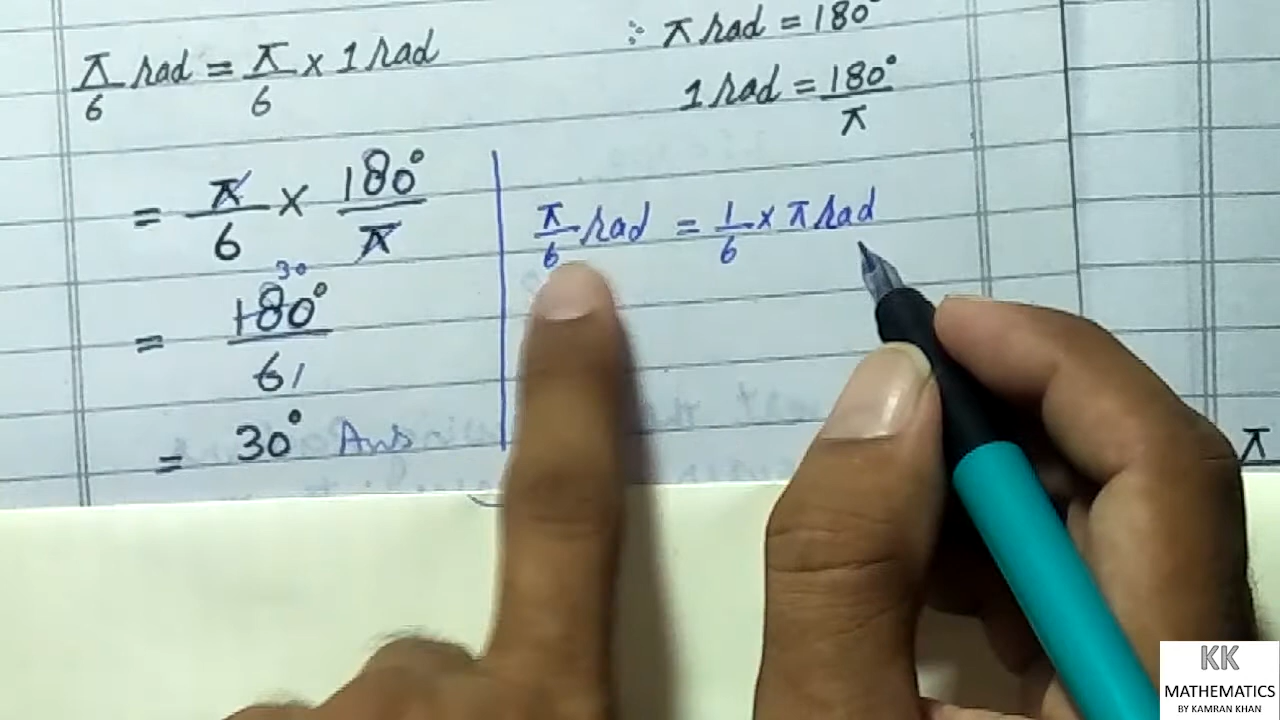 π/6 rad = π/6 × 1 rad
∵ π rad = 180°
1 rad = 180°/π
= π/6 × 180°/π
30
= 180°/6 1
= 30° Ans
π/6 rad = 1/6 × π rad
π
KK
MATHEMATICS
BY KAMRAN KHAN